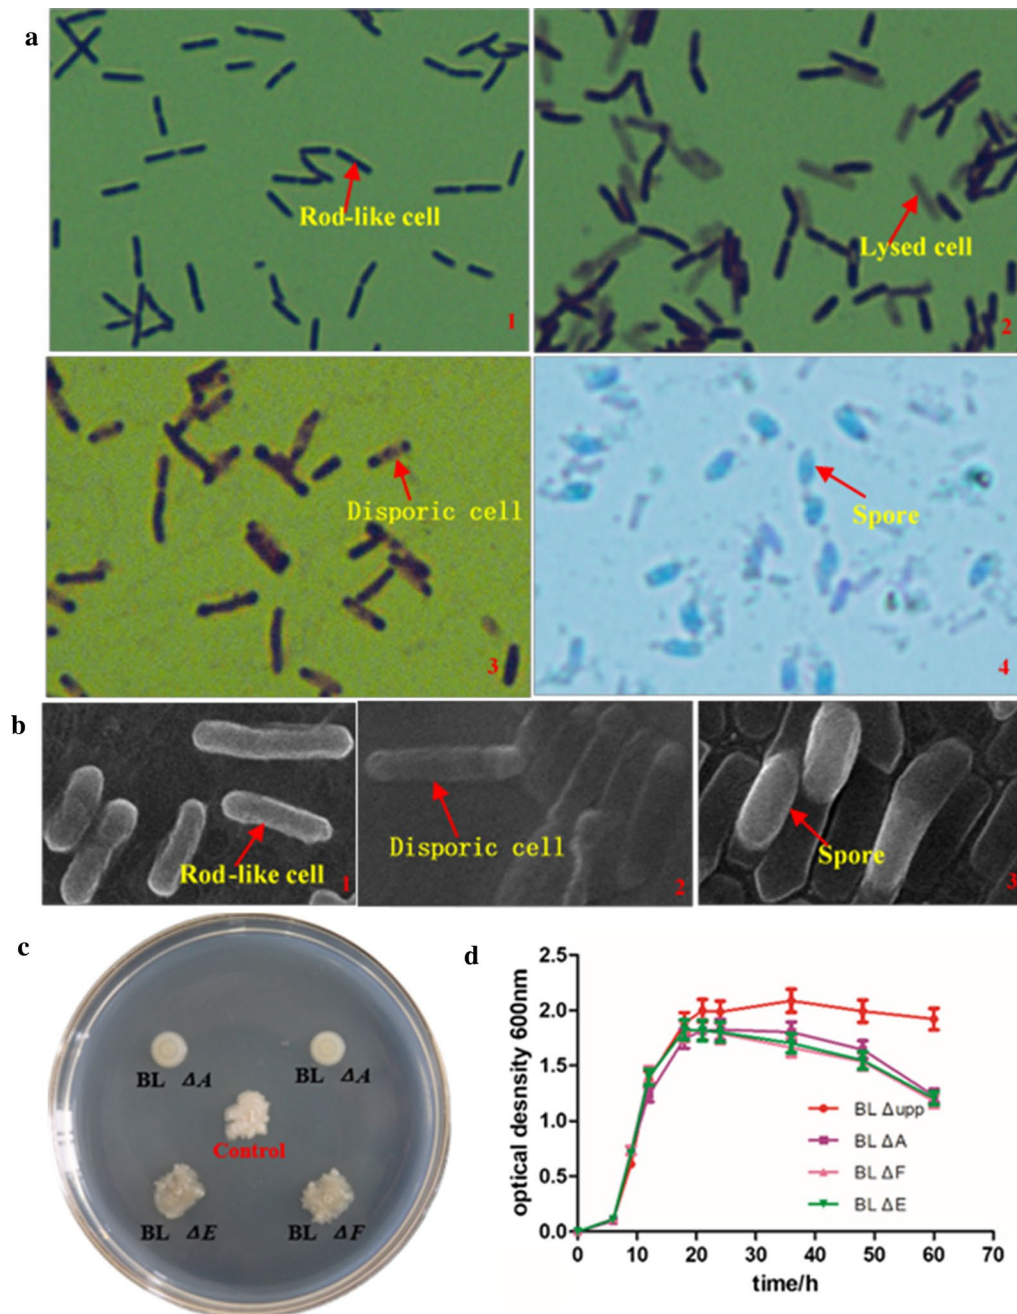 a
Rod-like cell
1
Lysed cell
2
Disporic cell
3
Spore
4
b
Rod-like cell
1
Disporic cell
2
Spore
3
c
BL ΔA
BL ΔA
Control
BL ΔE
BL ΔF
d
optical desnsity 600nm
2.5
2.0
1.5
1.0
0.5
0.0
BL Δupp
BL ΔA
BL ΔF
BL ΔE
0 10 20 30 40 50 60 70
time/h